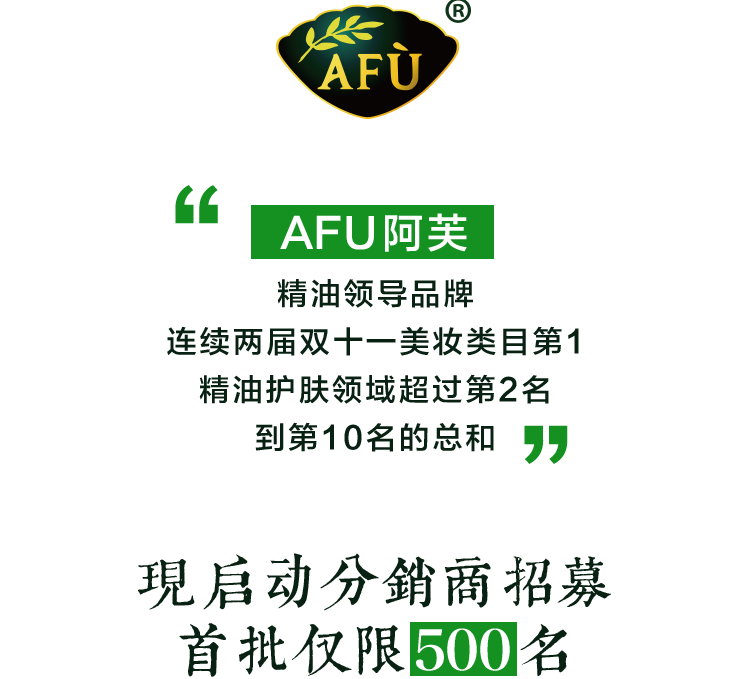 ®
AFÙ
AFU阿芙
精油领导品牌
连续两届双十一美妆类目第1
精油护肤领域超过第2名
到第10名的总和
現启动分銷商招募
首批仅限500名